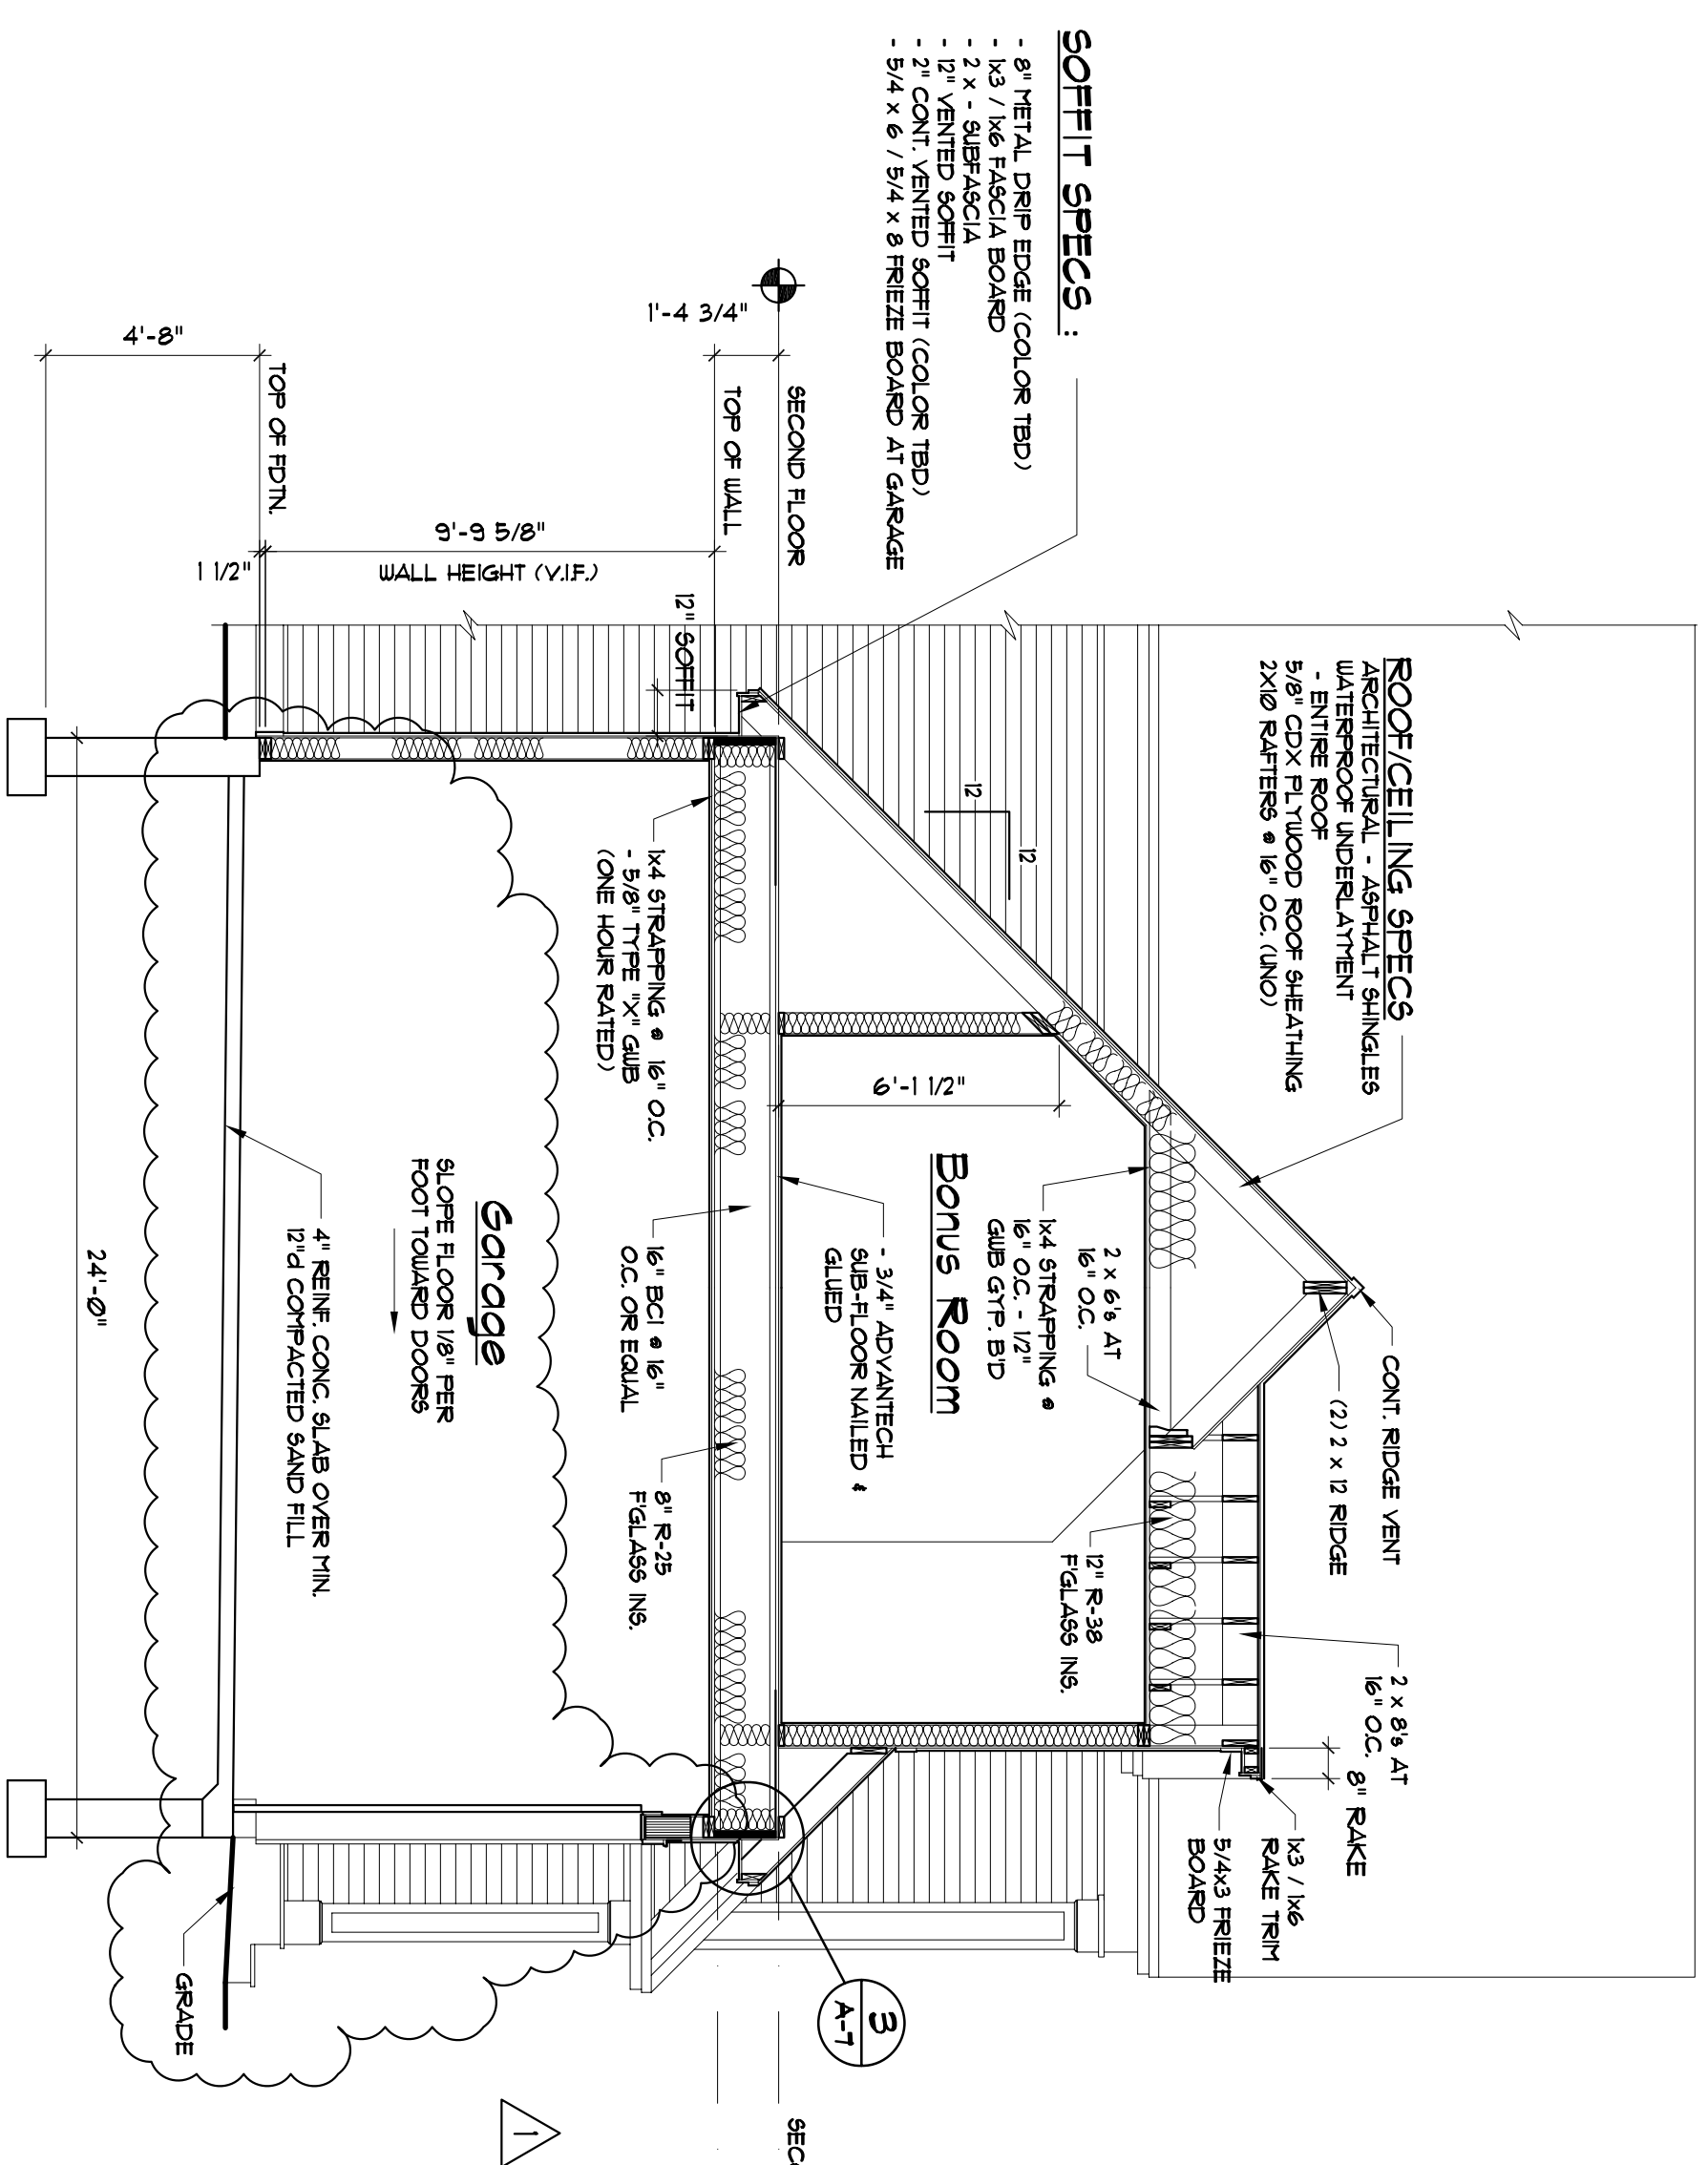 SOFFIT SPECS :
- 8" METAL DRIP EDGE (COLOR TBD)
- 1x3 / 1x6 FASCIA BOARD
- 2 x - SUBFASCIA
- 12" VENTED SOFFIT
- 2" CONT. VENTED SOFFIT (COLOR TBD)
- 5/4 x 6 / 5/4 x 8 FRIEZE BOARD AT GARAGE
ROOF/CEILING SPECS
ARCHITECTURAL - ASPHALT SHINGLES
WATERPROOF UNDERLAYMENT
- ENTIRE ROOF
5/8" CDX PLYWOOD ROOF SHEATHING
2X10 RAFTERS @ 16" O.C. (UNO)
CONT. RIDGE VENT
(2) 2 x 12 RIDGE
2 x 8's AT
16" O.C.
8" RAKE
1x3 / 1x6
RAKE TRIM
5/4x3 FRIEZE
BOARD
12
12
2 x 6's AT
16" O.C.
1x4 STRAPPING @
16" O.C. - 1/2"
GWB GYP. B'D
12" R-38
F'GLASS INS.
Bonus Room
6'-1 1/2"
- 3/4" ADVANTECH
SUB-FLOOR NAILED &
GLUED
3
A-7
SECOND FLOOR
SECO
1'-4 3/4"
TOP OF WALL
12" SOFFIT
1x4 STRAPPING @ 16" O.C.
- 5/8" TYPE "X" GWB
(ONE HOUR RATED)
16" BCI @ 16"
O.C. OR EQUAL
8" R-25
F'GLASS INS.
9'-9 5/8"
WALL HEIGHT (V.I.F.)
1
Garage
SLOPE FLOOR 1/8" PER
FOOT TOWARD DOORS
4" REINF. CONC. SLAB OVER MIN.
12"d COMPACTED SAND FILL
1 1/2"
TOP OF FDTN.
4'-8"
GRADE
24'-0"